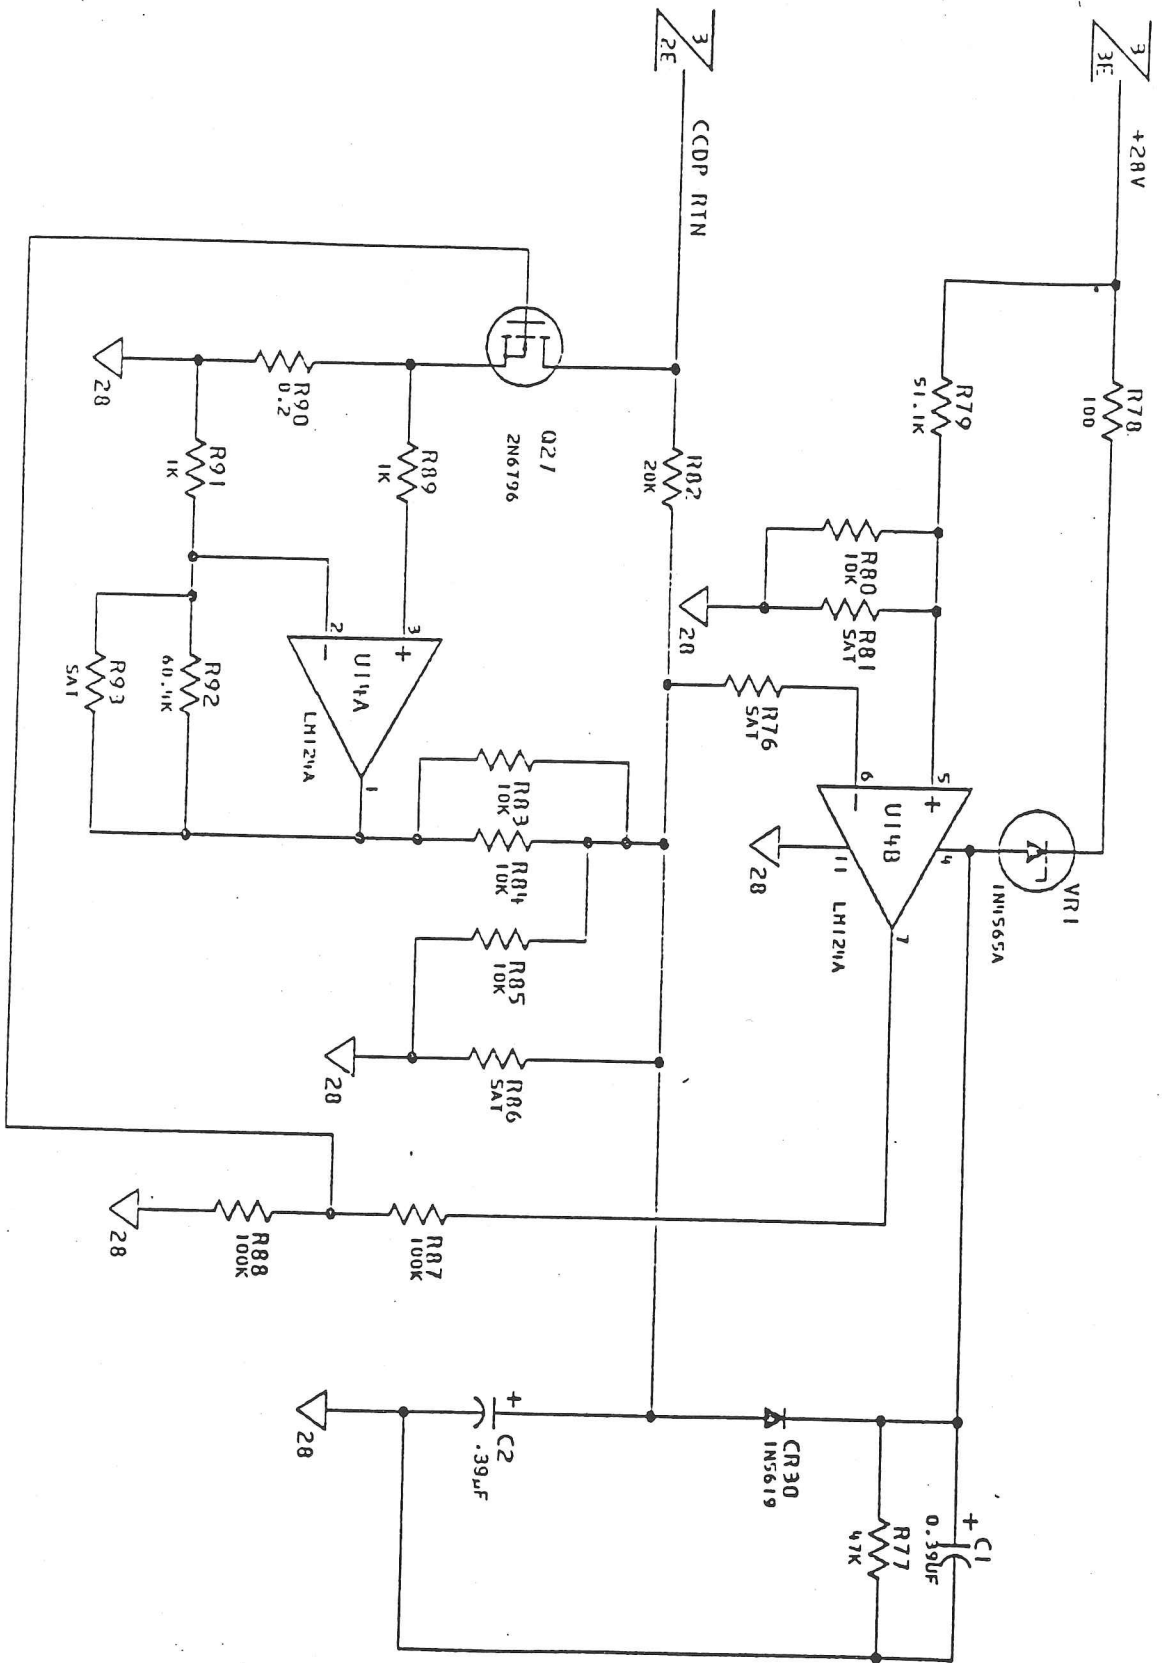 3
3E
+28V
R78
100
R79
51.1K
R80
10K
R81
SAT
28
R76
SAT
5
+
6
-
U14B
4
11
7
LM124A
28
VR1
1N4565A
3
2E
CCDP RTN
R82
20K
Q27
2N6796
R89
1K
R90
0.2
28
R91
1K
3
+
2
-
U14A
1
LM124A
R92
60.4K
R93
SAT
R83
10K
R84
10K
R85
10K
R86
SAT
28
R87
100K
R88
100K
28
C1
+
0.39UF
R77
47K
CR30
1N5619
+
C2
.39µF
28